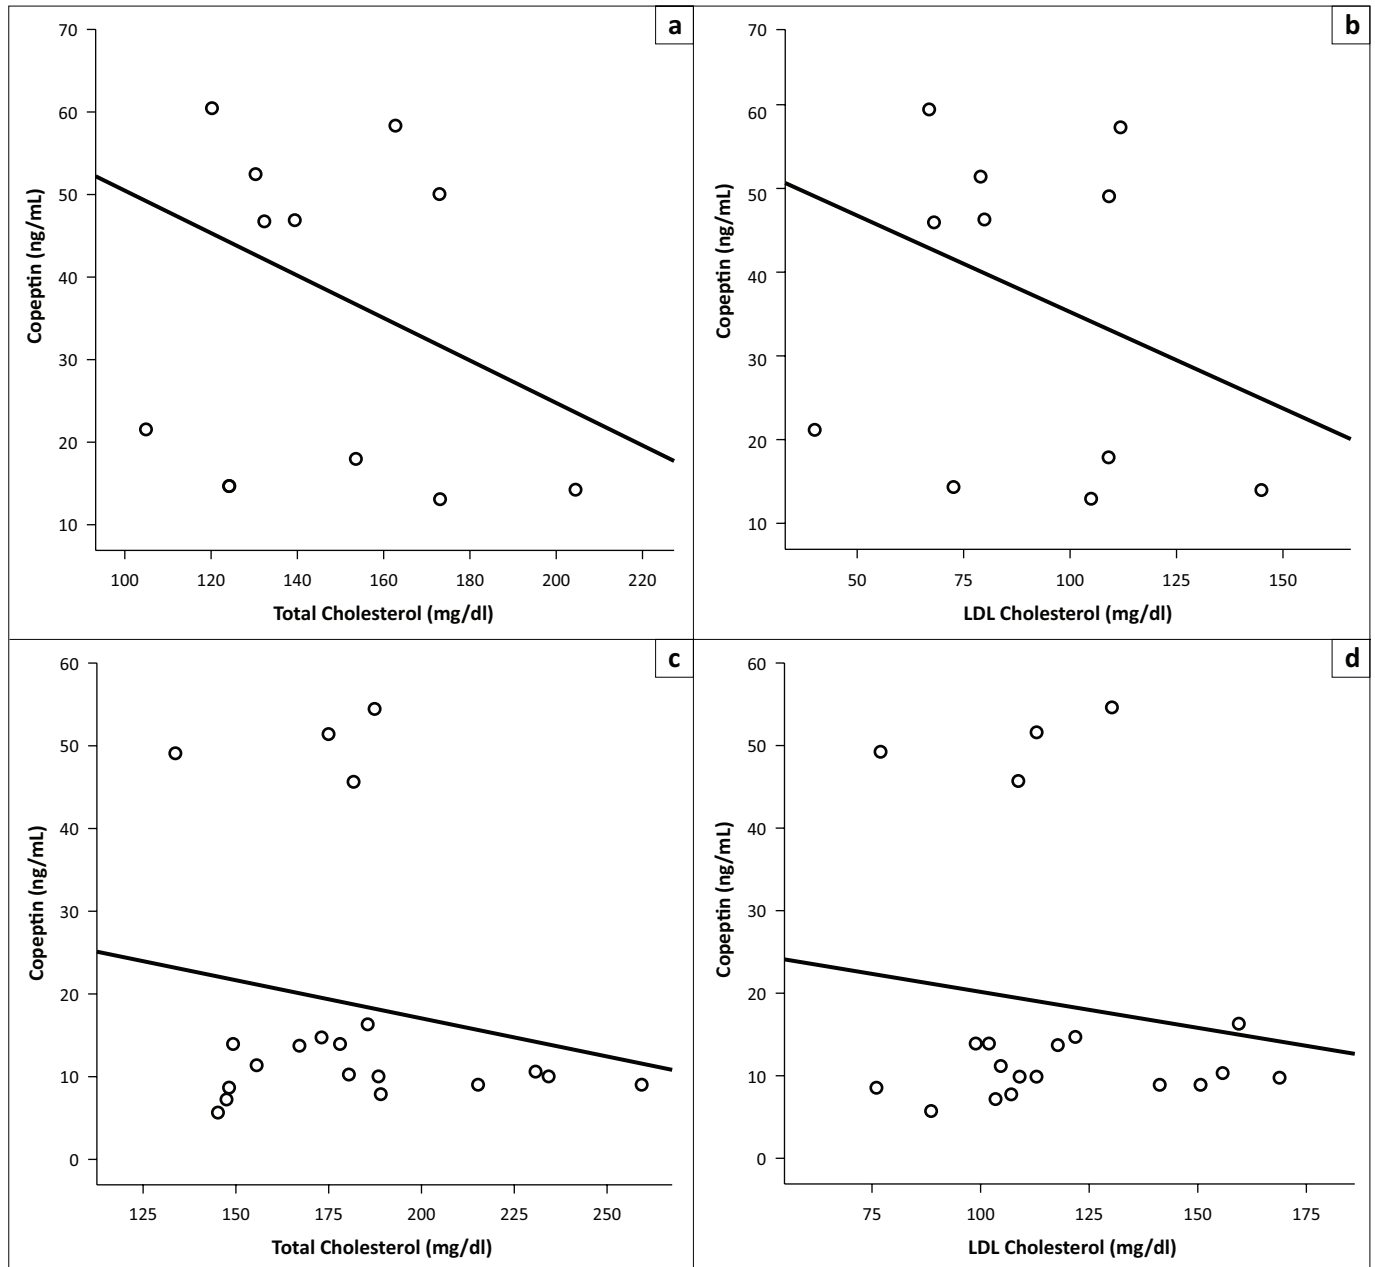 a
70
60
50
40
30
20
10
Copeptin (ng/mL)
100 120 140 160 180 200 220
Total Cholesterol (mg/dl)
b
70
60
50
40
30
20
10
Copeptin (ng/mL)
50 75 100 125 150
LDL Cholesterol (mg/dl)
c
60
50
40
30
20
10
0
Copeptin (ng/mL)
125 150 175 200 225 250
Total Cholesterol (mg/dl)
d
60
50
40
30
20
10
0
Copeptin (ng/mL)
75 100 125 150 175
LDL Cholesterol (mg/dl)